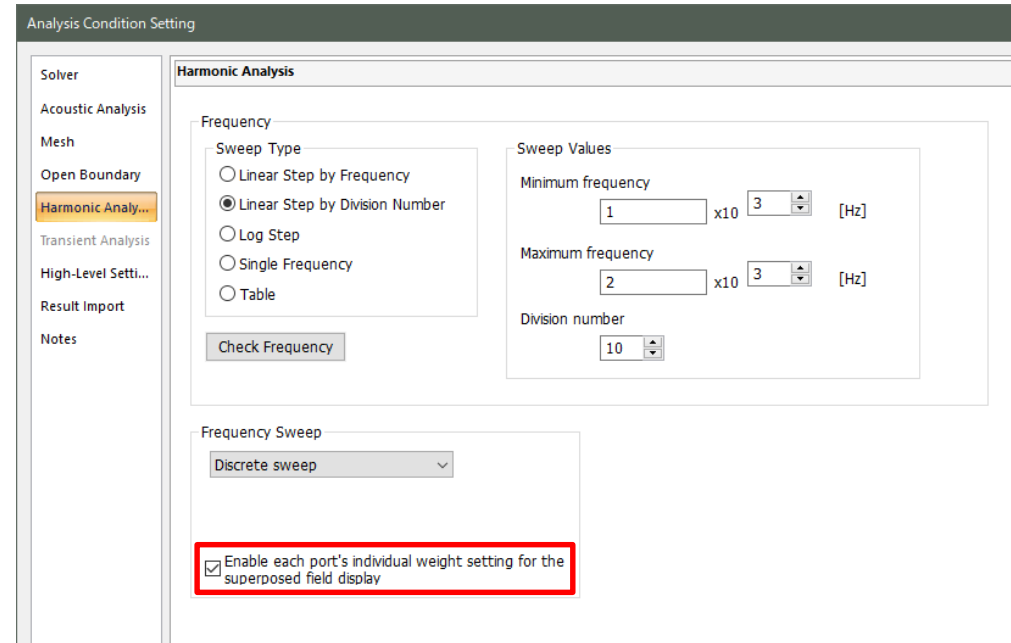 Analysis Condition Setting
Solver
Acoustic Analysis
Mesh
Open Boundary
Harmonic Analy...
Transient Analysis
High-Level Setti...
Result Import
Notes
Harmonic Analysis
Frequency
Sweep Type
Linear Step by Frequency
Linear Step by Division Number
Log Step
Single Frequency
Table
Check Frequency
Sweep Values
Minimum frequency
1 x10 3 [Hz]
Maximum frequency
2 x10 3 [Hz]
Division number
10
Frequency Sweep
Discrete sweep
Enable each port's individual weight setting for the
superposed field display